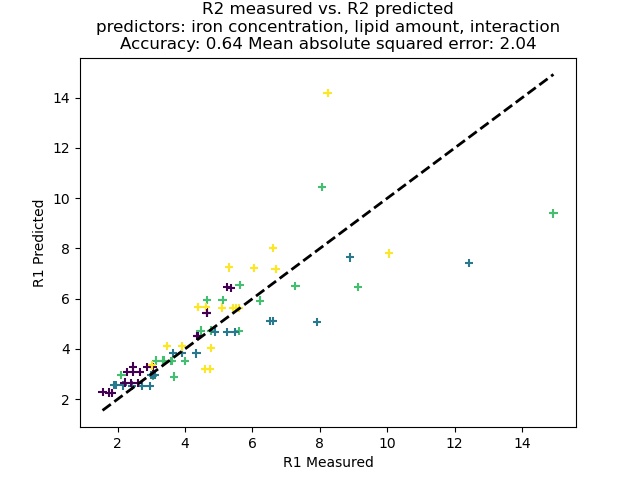 R2 measured vs. R2 predicted
predictors: iron concentration, lipid amount, interaction
Accuracy: 0.64 Mean absolute squared error: 2.04
14
12
10
8
6
4
2
R1 Predicted
2 4 6 8 10 12 14
R1 Measured